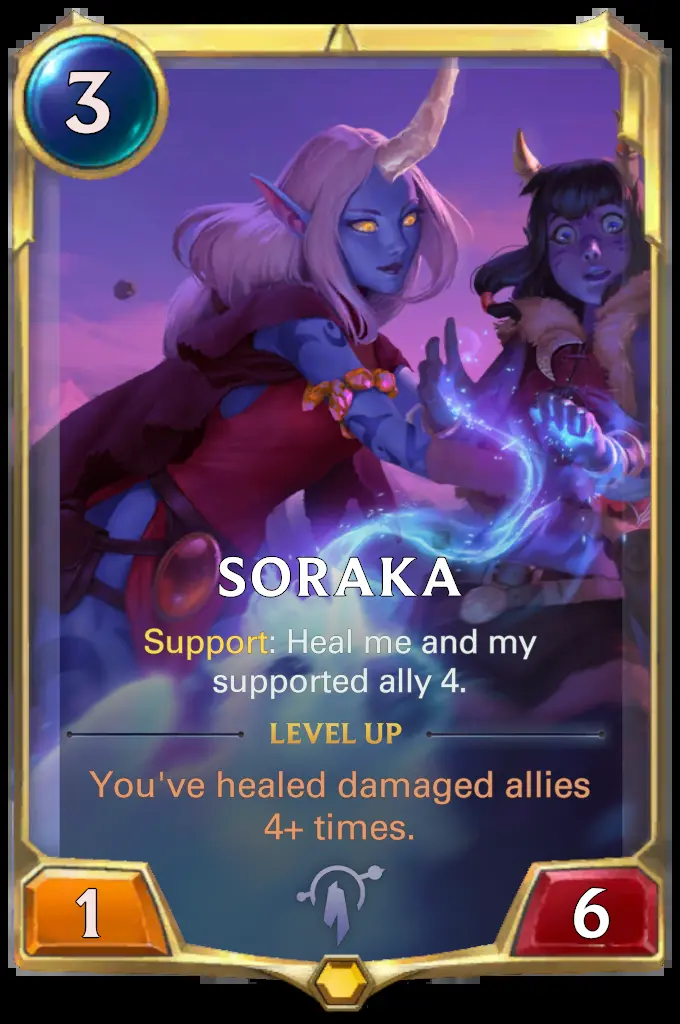 3
SORAKA
Support: Heal me and my
supported ally 4.
LEVEL UP
You've healed damaged allies
4+ times.
1
6